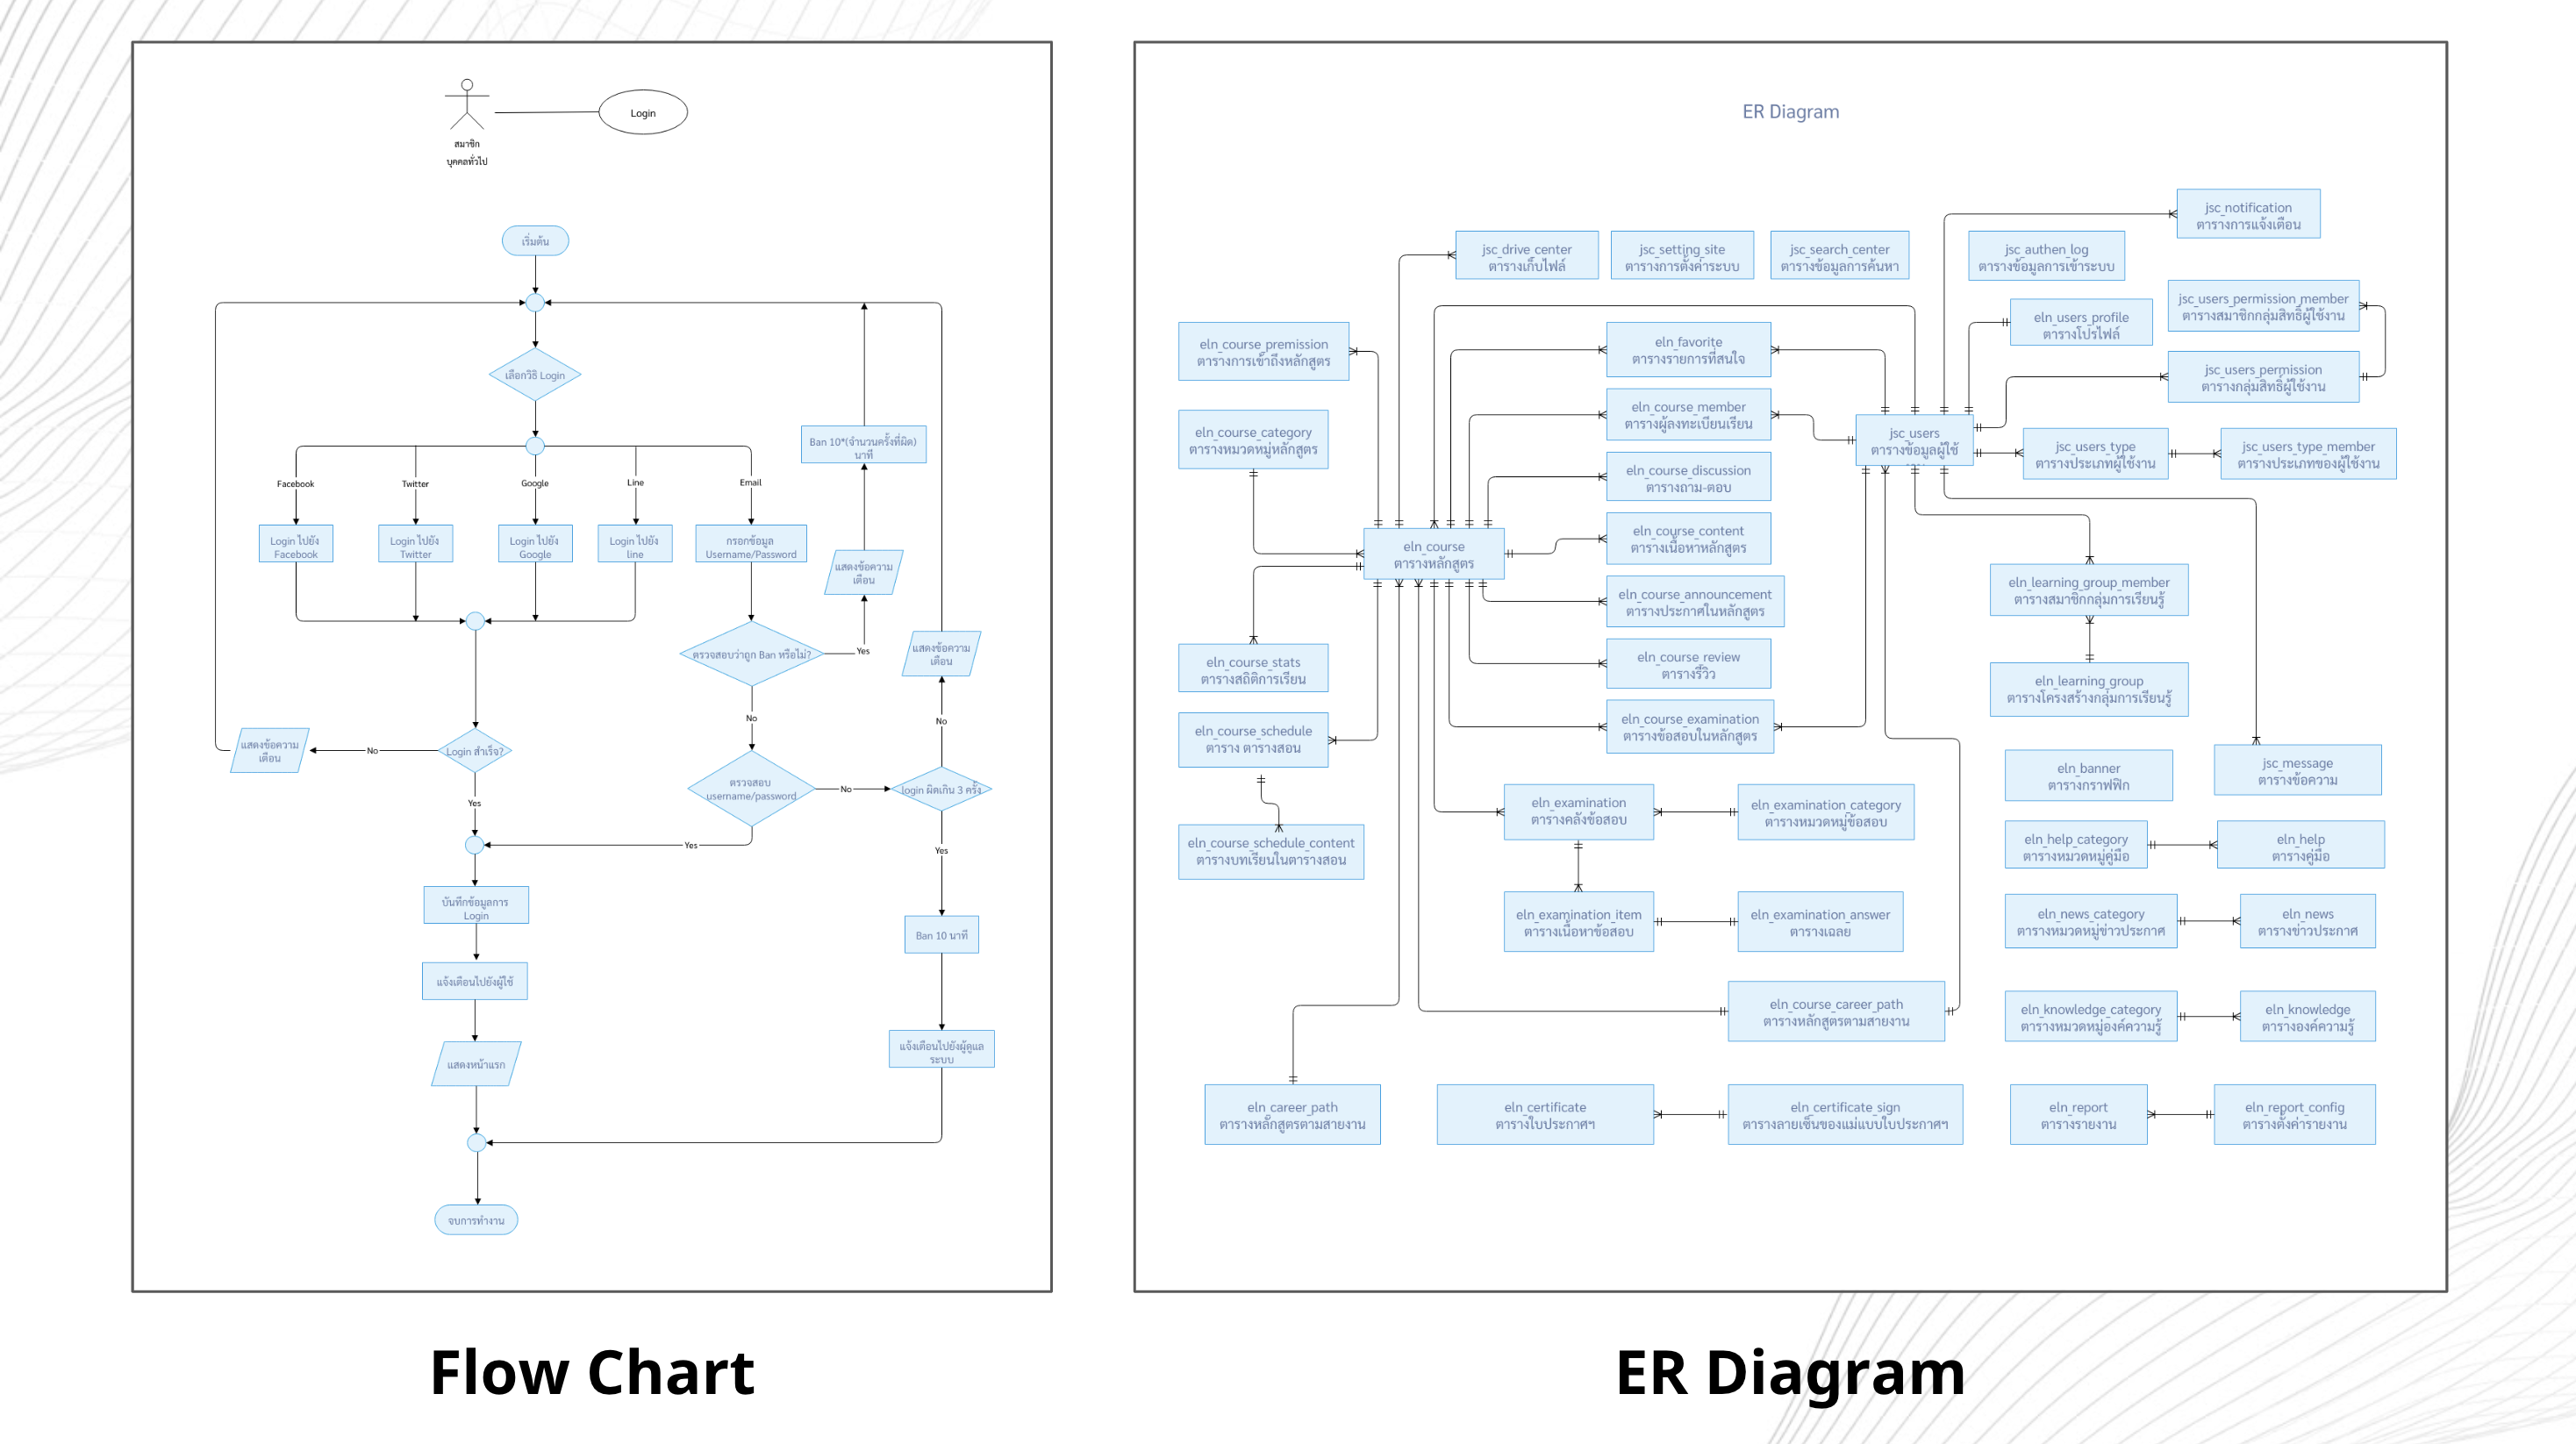 Login
สมาชิก
บุคคลทั่วไป
เริ่มต้น
เลือกวิธี Login
Facebook
Twitter
Google
Line
Email
Login ไปยัง
Facebook
Login ไปยัง
Twitter
Login ไปยัง
Google
Login ไปยัง
line
กรอกข้อมูล
Username/Password
Ban 10*(จำนวนครั้งที่ผิด)
นาที
แสดงข้อความ
เตือน
ตรวจสอบว่าถูก Ban หรือไม่?
Yes
แสดงข้อความ
เตือน
No
No
แสดงข้อความ
เตือน
No
Login สำเร็จ?
ตรวจสอบ
username/password
No
login ผิดเกิน 3 ครั้ง
Yes
Yes
Yes
บันทึกข้อมูลการ
Login
Ban 10 นาที
แจ้งเตือนไปยังผู้ใช้
แสดงหน้าแรก
แจ้งเตือนไปยังผู้ดูแล
ระบบ
จบการทำงาน
Flow Chart
ER Diagram
jsc_notification
ตารางการแจ้งเตือน
jsc_drive_center
ตารางเก็บไฟล์
jsc_setting_site
ตารางการตั้งค่าระบบ
jsc_search_center
ตารางข้อมูลการค้นหา
jsc_authen_log
ตารางข้อมูลการเข้าระบบ
jsc_users_permission_member
ตารางสมาชิกกลุ่มสิทธิ์ผู้ใช้งาน
eln_users_profile
ตารางโปรไฟล์
eln_course_premission
ตารางการเข้าถึงหลักสูตร
eln_favorite
ตารางรายการที่สนใจ
jsc_users_permission
ตารางกลุ่มสิทธิ์ผู้ใช้งาน
eln_course_member
ตารางผู้ลงทะเบียนเรียน
eln_course_category
ตารางหมวดหมู่หลักสูตร
jsc_users
ตารางข้อมูลผู้ใช้
jsc_users_type
ตารางประเภทผู้ใช้งาน
jsc_users_type_member
ตารางประเภทของผู้ใช้งาน
eln_course_discussion
ตารางถาม-ตอบ
eln_course_content
ตารางเนื้อหาหลักสูตร
eln_course
ตารางหลักสูตร
eln_course_announcement
ตารางประกาศในหลักสูตร
eln_learning_group_member
ตารางสมาชิกกลุ่มการเรียนรู้
eln_course_stats
ตารางสถิติการเรียน
eln_course_review
ตารางรีวิว
eln_learning_group
ตารางโครงสร้างกลุ่มการเรียนรู้
eln_course_schedule
ตาราง ตารางสอน
eln_course_examination
ตารางข้อสอบในหลักสูตร
eln_banner
ตารางกราฟฟิก
jsc_message
ตารางข้อความ
eln_examination
ตารางคลังข้อสอบ
eln_examination_category
ตารางหมวดหมู่ข้อสอบ
eln_course_schedule_content
ตารางบทเรียนในตารางสอน
eln_help_category
ตารางหมวดหมู่คู่มือ
eln_help
ตารางคู่มือ
eln_examination_item
ตารางเนื้อหาข้อสอบ
eln_examination_answer
ตารางเฉลย
eln_news_category
ตารางหมวดหมู่ข่าวประกาศ
eln_news
ตารางข่าวประกาศ
eln_course_career_path
ตารางหลักสูตรตามสายงาน
eln_knowledge_category
ตารางหมวดหมู่องค์ความรู้
eln_knowledge
ตารางองค์ความรู้
eln_career_path
ตารางหลักสูตรตามสายงาน
eln_certificate
ตารางใบประกาศฯ
eln_certificate_sign
ตารางลายเซ็นของแม่แบบใบประกาศฯ
eln_report
ตารางรายงาน
eln_report_config
ตารางตั้งค่ารายงาน
ER Diagram